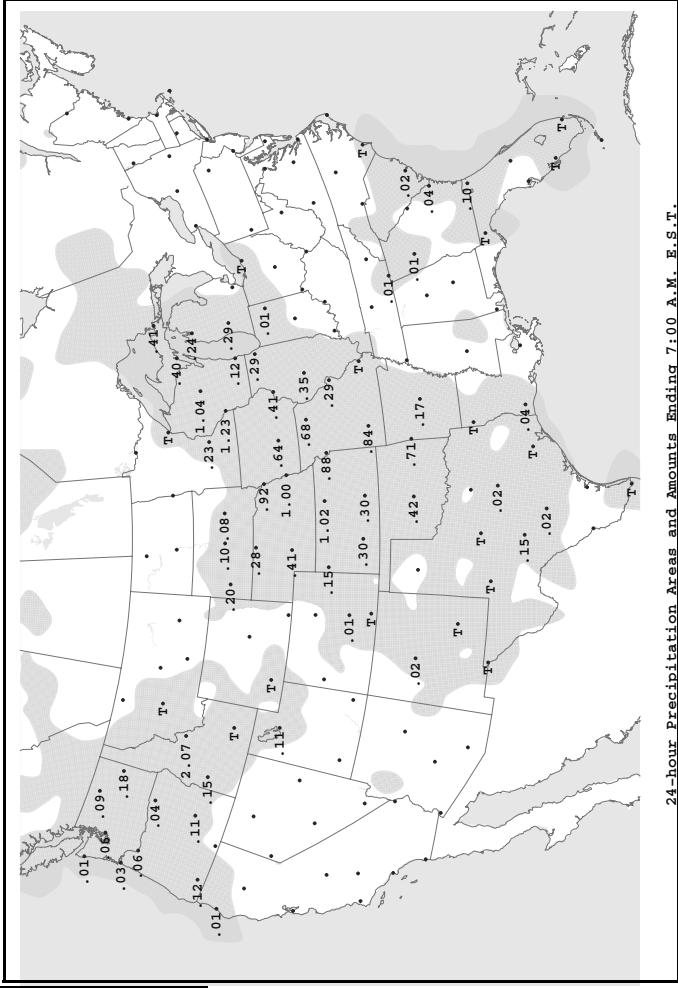 .01
.09
.05
.03
.18
.06
.41
.04
T
T
.40
2.07
.24
.11
.12
1.04
.15
.23
.01
.08
.10
1.23
.29
.20
T
.12
T
.29
.28
.92
.01
T
.41
.64
.11
1.00
.41
.35
.68
1.02
.88
.29
.15
.01
T
T
.30
.30
.84
T
.01
.02
.71
.42
.01
.02
.17
.04
T
.10
T
T
T
T
T
.02
.15
.04
T
.02
T
T
T
24-hour Precipitation Areas and Amounts Ending 7:00 A.M. E.S.T.